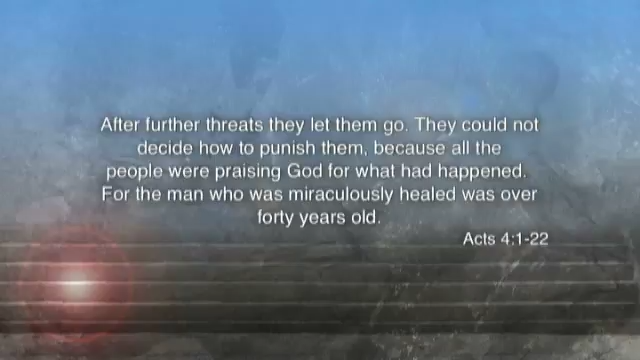 After further threats they let them go. They could not
decide how to punish them, because all the
people were praising God for what had happened.
For the man who was miraculously healed was over
forty years old.
Acts 4:1-22